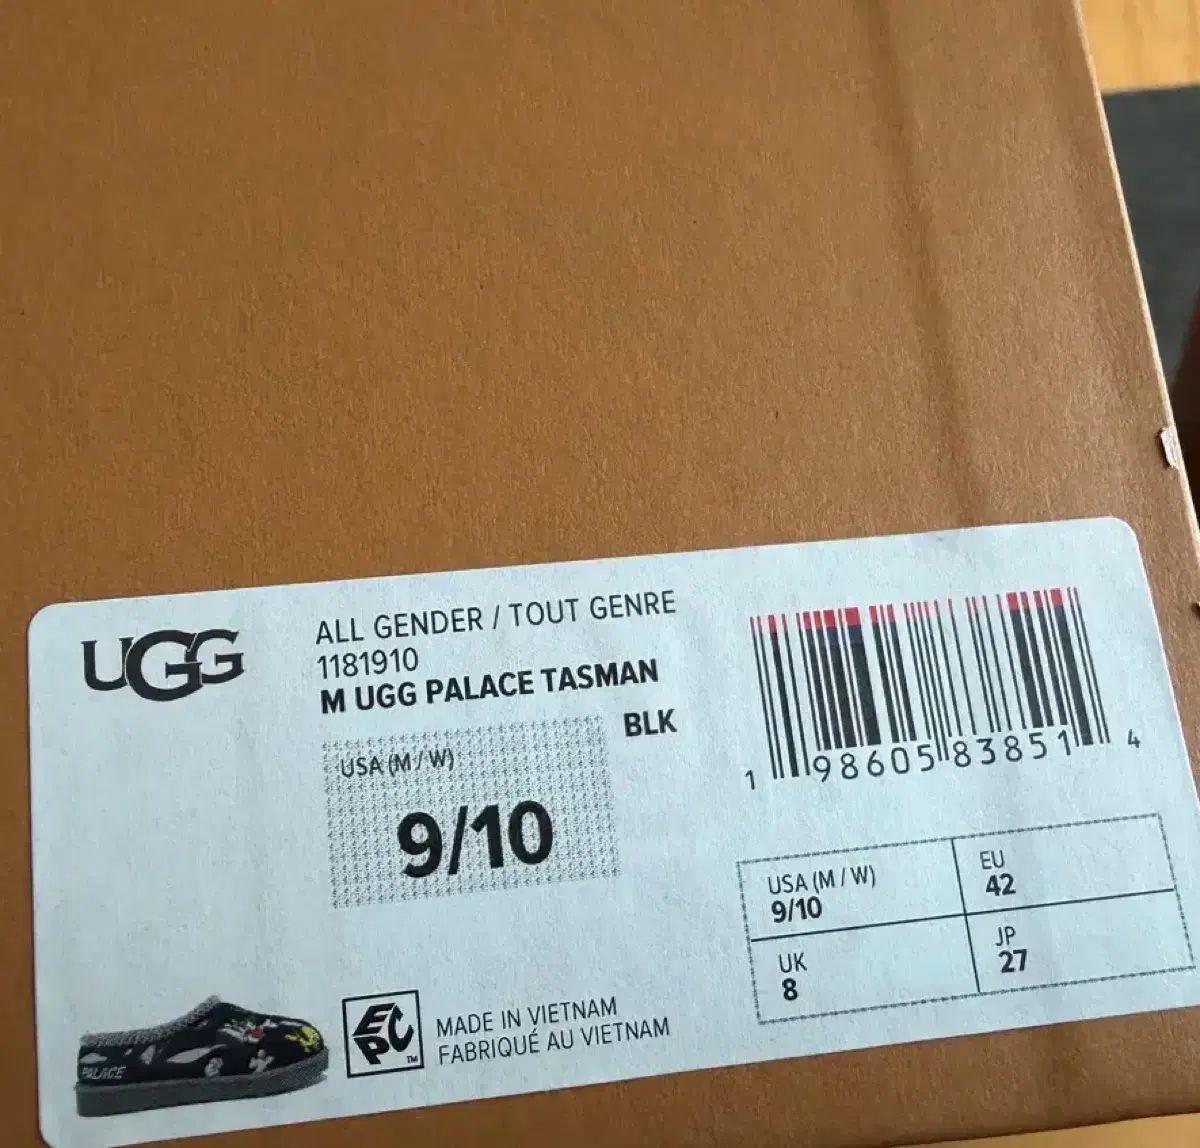 UGG
ALL GENDER / TOUT GENRE
1181910
M UGG PALACE TASMAN
BLK
USA (M / W)
9/10
1 98605 83851 4
USA (M / W)
9/10
EU
42
UK
8
JP
27
PALACE
EPC
TM
MADE IN VIETNAM
FABRIQUÉ AU VIETNAM